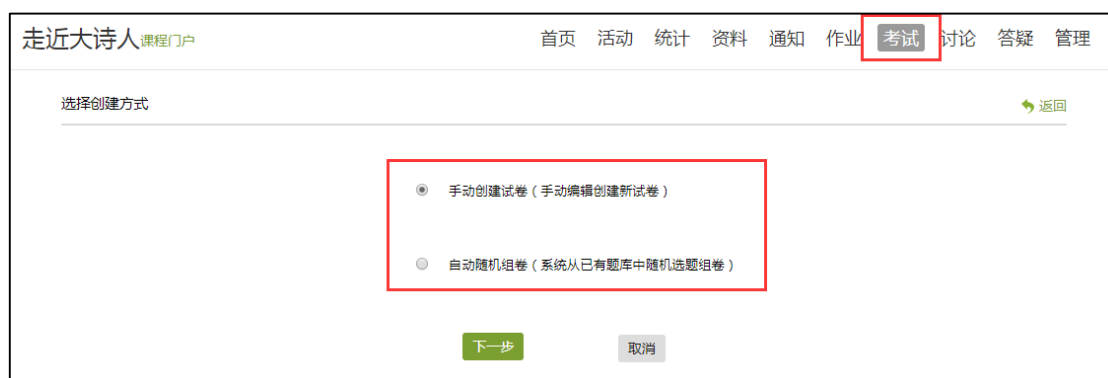 走近大诗人 课程门户 首页 活动 统计 资料 通知 作业 考试 讨论 答疑 管理
选择创建方式 返回
手动创建试卷（手动编辑创建新试卷）
自动随机组卷（系统从已有题库中随机选题组卷）
下一步 取消